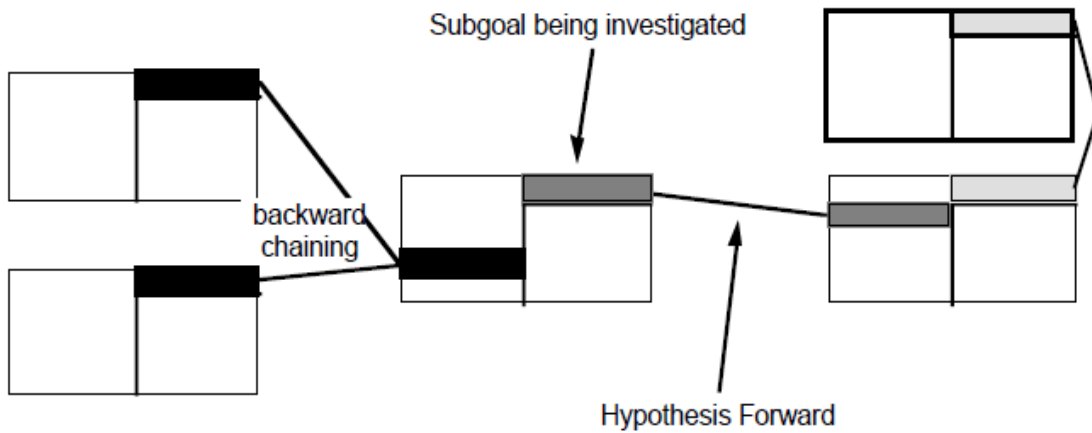 Subgoal being investigated
backward
chaining
Hypothesis Forward